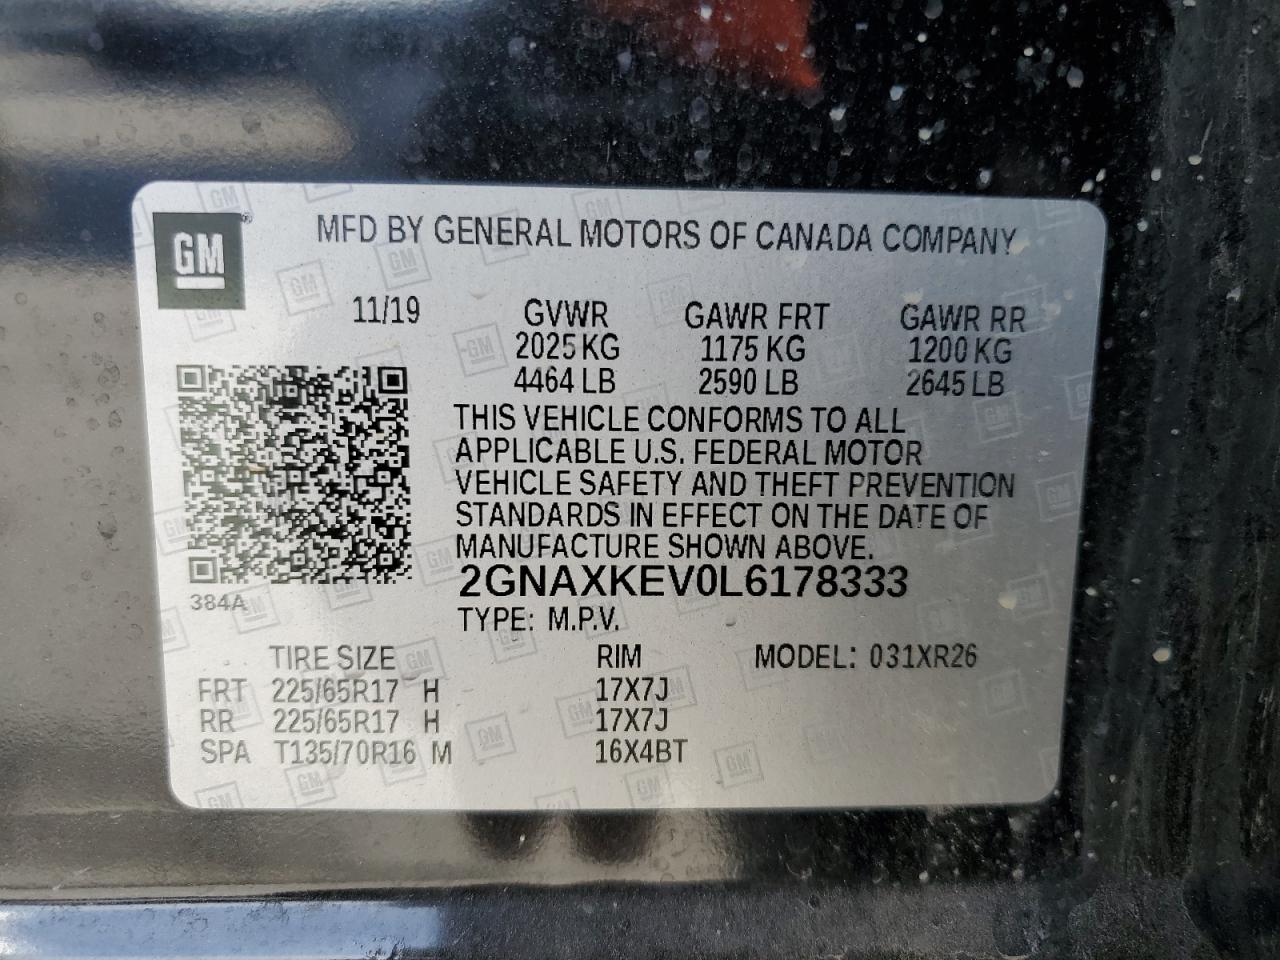 GM
MFD BY GENERAL MOTORS OF CANADA COMPANY
11/19 GVWR GAWR FRT GAWR RR
2025 KG 1175 KG 1200 KG
4464 LB 2590 LB 2645 LB
THIS VEHICLE CONFORMS TO ALL
APPLICABLE U.S. FEDERAL MOTOR
VEHICLE SAFETY AND THEFT PREVENTION
STANDARDS IN EFFECT ON THE DATE OF
MANUFACTURE SHOWN ABOVE.
2GNAXKEV0L6178333
384A
TYPE: M.P.V.
TIRE SIZE RIM MODEL: 031XR26
FRT 225/65R17 H 17X7J
RR 225/65R17 H 17X7J
SPA T135/70R16 M 16X4BT